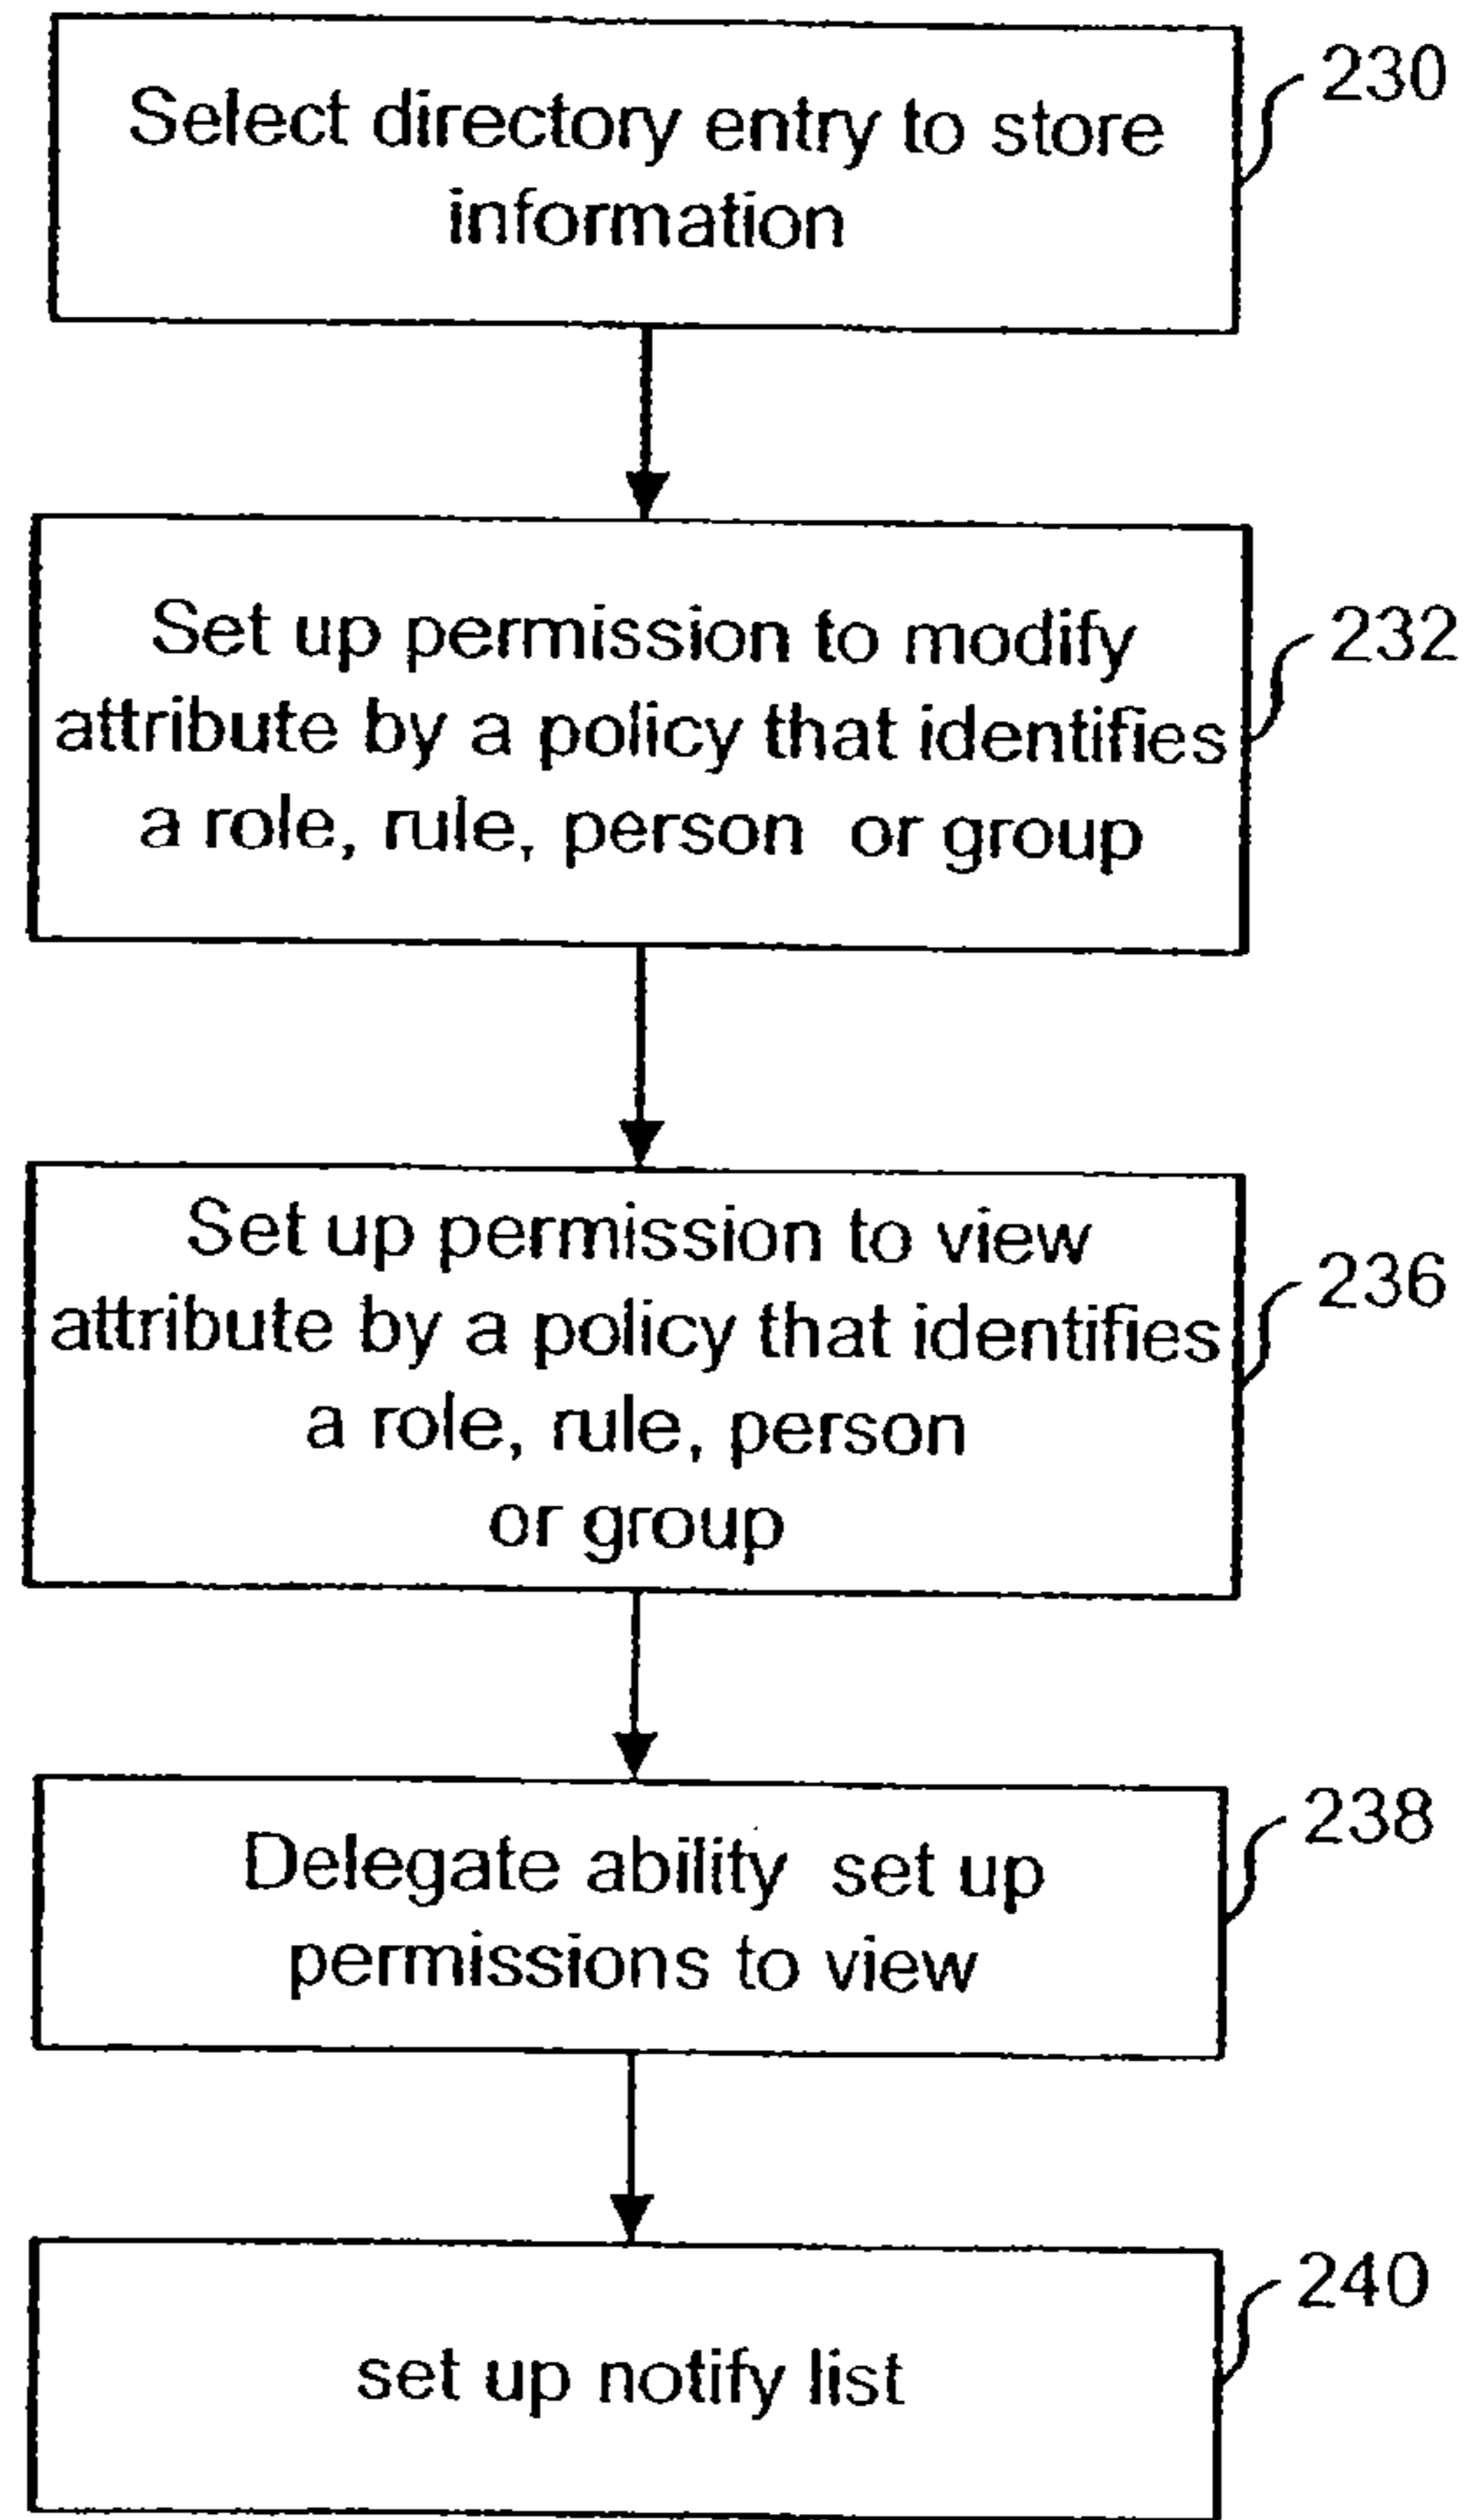 Select directory entry to store
information
230
Set up permission to modify
attribute by a policy that identifies
a role, rule, person or group
232
Set up permission to view
attribute by a policy that identifies
a role, rule, person
or group
236
Delegate ability set up
permissions to view
238
set up notify list
240